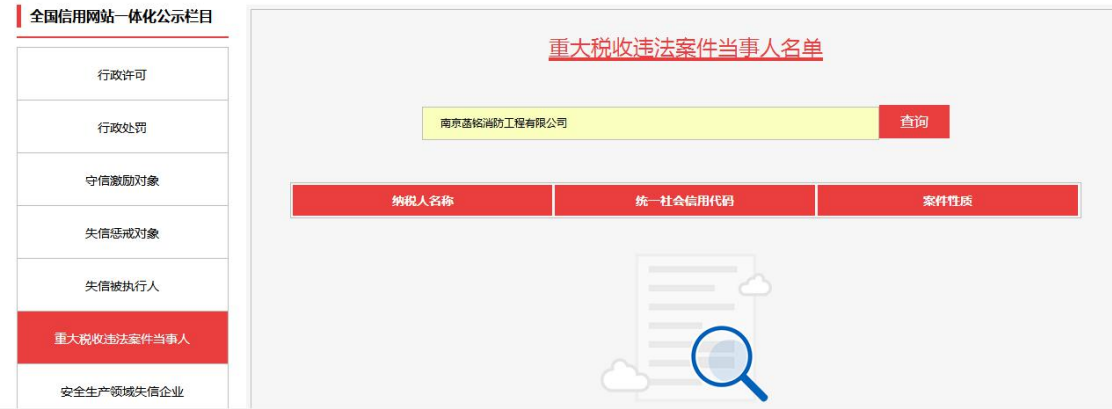 全国信用网站一体化公示栏目
行政许可
行政处罚
守信激励对象
失信惩戒对象
失信被执行人
重大税收违法案件当事人
安全生产领域失信企业
重大税收违法案件当事人名单
南京菡铭消防工程有限公司
查询
纳税人名称
统一社会信用代码
案件性质